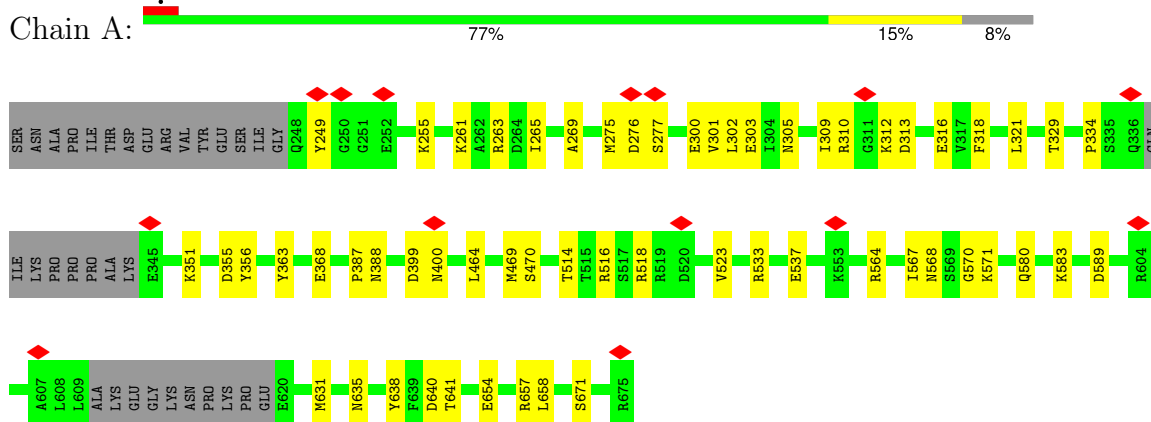 Chain A:
77% 15% 8%
SER ASN ALA PRO ILE THR ASP GLU ARG VAL TYR GLU SER ILE GLY Q248 Y249 G250 G251 E252 K255 K261 A262 R263 D264 I265 A269 M275 D276 S277 E300 V301 L302 E303 I304 N305 I309 R310 G311 K312 D313 E316 V317 F318 L321 T329 P334 S335 Q336 GLN
ILE LYS PRO PRO PRO ALA LYS E345 K351 D355 Y356 Y363 E368 P387 N388 D399 N400 L464 M469 S470 T514 T515 R516 S517 R518 R519 D520 V523 R533 E537 K553 R564 I567 N568 S569 G570 K571 Q580 K583 D589 R604
A607 L608 L609 ALA LYS GLU GLY LYS ASN PRO LYS PRO GLU E620 M631 N635 Y638 F639 D640 T641 E654 R657 L658 S671 R675